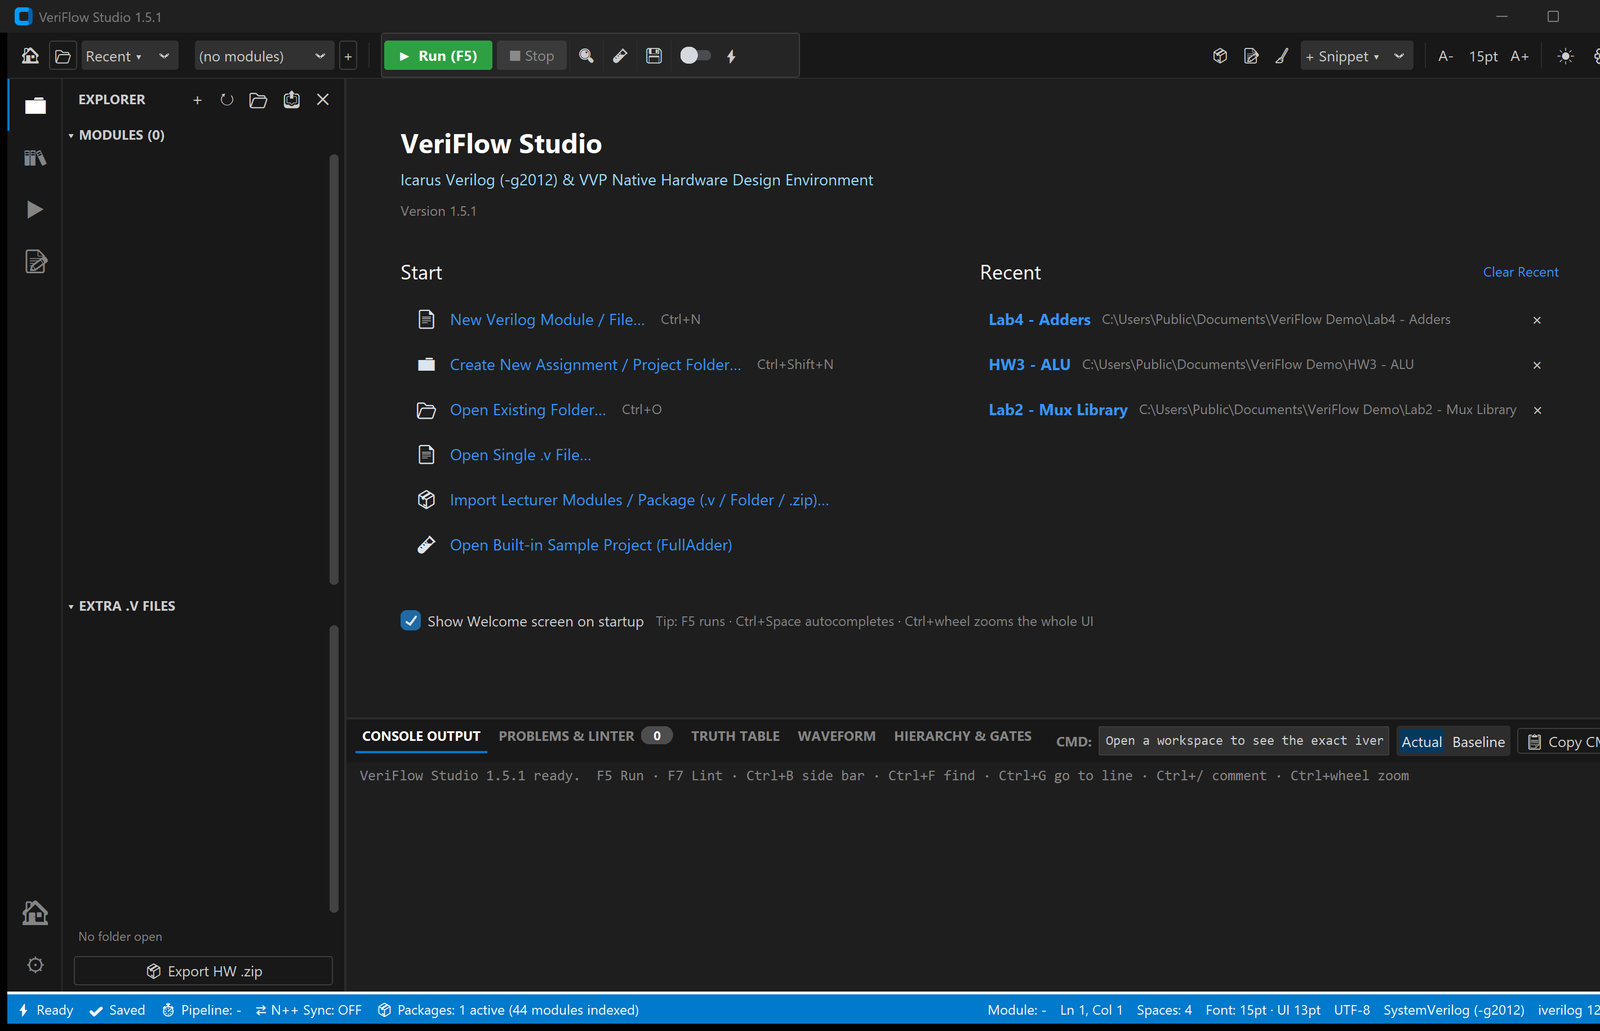 VeriFlow Studio 1.5.1
Recent ▾
(no modules)
+
▶ Run (F5)
Stop
+ Snippet ▾
A-
15pt
A+
EXPLORER
MODULES (0)
EXTRA .V FILES
No folder open
Export HW .zip
VeriFlow Studio
Icarus Verilog (-g2012) & VVP Native Hardware Design Environment
Version 1.5.1
Start
New Verilog Module / File... Ctrl+N
Create New Assignment / Project Folder... Ctrl+Shift+N
Open Existing Folder... Ctrl+O
Open Single .v File...
Import Lecturer Modules / Package (.v / Folder / .zip)...
Open Built-in Sample Project (FullAdder)
Recent
Clear Recent
Lab4 - Adders C:\Users\Public\Documents\VeriFlow Demo\Lab4 - Adders
HW3 - ALU C:\Users\Public\Documents\VeriFlow Demo\HW3 - ALU
Lab2 - Mux Library C:\Users\Public\Documents\VeriFlow Demo\Lab2 - Mux Library
Show Welcome screen on startup Tip: F5 runs · Ctrl+Space autocompletes · Ctrl+wheel zooms the whole UI
CONSOLE OUTPUT
PROBLEMS & LINTER 0
TRUTH TABLE
WAVEFORM
HIERARCHY & GATES
CMD: Open a workspace to see the exact iver
Actual
Baseline
Copy CM
VeriFlow Studio 1.5.1 ready. F5 Run · F7 Lint · Ctrl+B side bar · Ctrl+F find · Ctrl+G go to line · Ctrl+/ comment · Ctrl+wheel zoom
Ready
Saved
Pipeline: -
N++ Sync: OFF
Packages: 1 active (44 modules indexed)
Module: -
Ln 1, Col 1
Spaces: 4
Font: 15pt · UI 13pt
UTF-8
SystemVerilog (-g2012)
iverilog 12